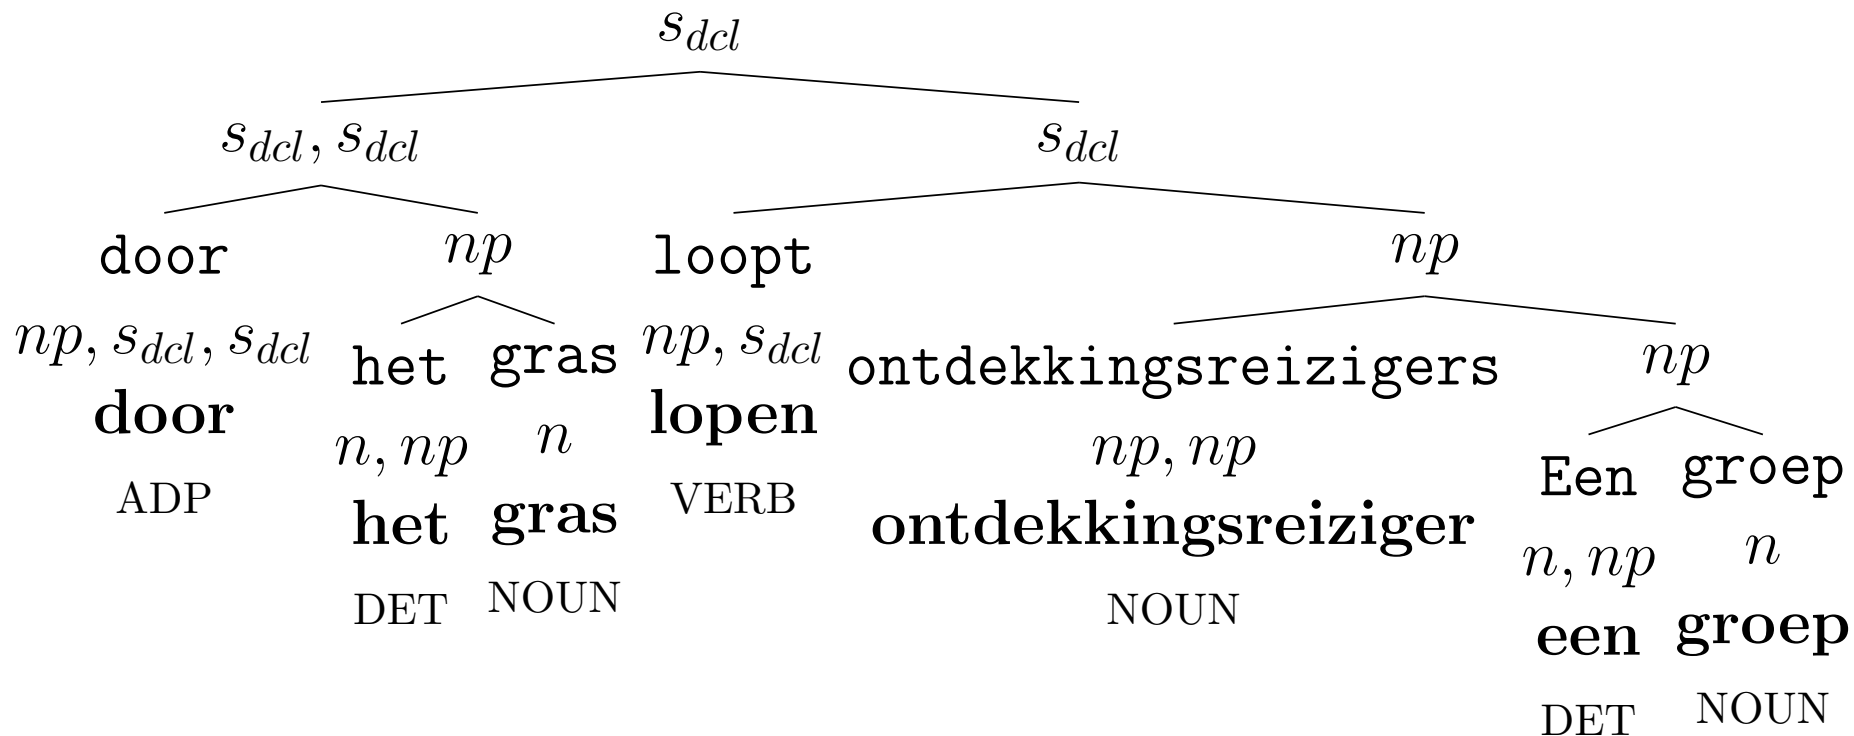 s_dcl
s_dcl, s_dcl s_dcl
door np loopt np
np, s_dcl, s_dcl het gras np, s_dcl ontdekkingsreizigers np
door n, np n lopen np, np Een groep
ADP het gras VERB ontdekkingsreiziger n, np n
DET NOUN NOUN een groep
DET NOUN